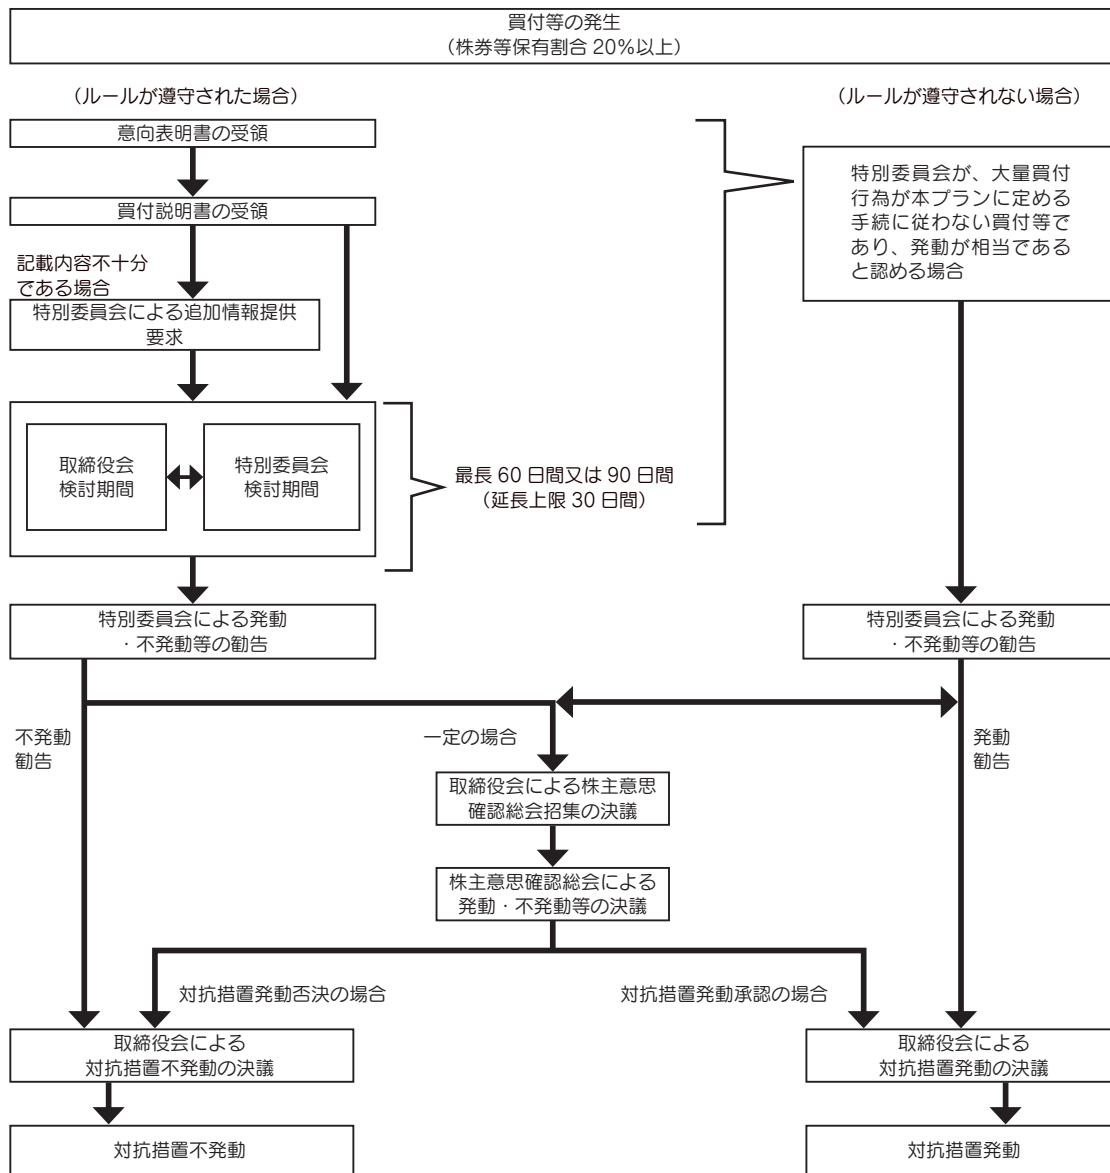 買付等の発生
（株券等保有割合 20％以上）
（ルールが遵守された場合）
意向表明書の受領
買付説明書の受領
記載内容不十分
である場合
特別委員会による追加情報提供
要求
取締役会
検討期間
特別委員会
検討期間
最長 60 日間又は 90 日間
（延長上限 30 日間）
（ルールが遵守されない場合）
特別委員会が、大量買付
行為が本プランに定める
手続に従わない買付等で
あり、発動が相当である
と認める場合
特別委員会による発動
・不発動等の勧告
特別委員会による発動
・不発動等の勧告
不発動
勧告
一定の場合
発動
勧告
取締役会による株主意思
確認総会招集の決議
株主意思確認総会による
発動・不発動等の決議
対抗措置発動否決の場合
対抗措置発動承認の場合
取締役会による
対抗措置不発動の決議
取締役会による
対抗措置発動の決議
対抗措置不発動
対抗措置発動